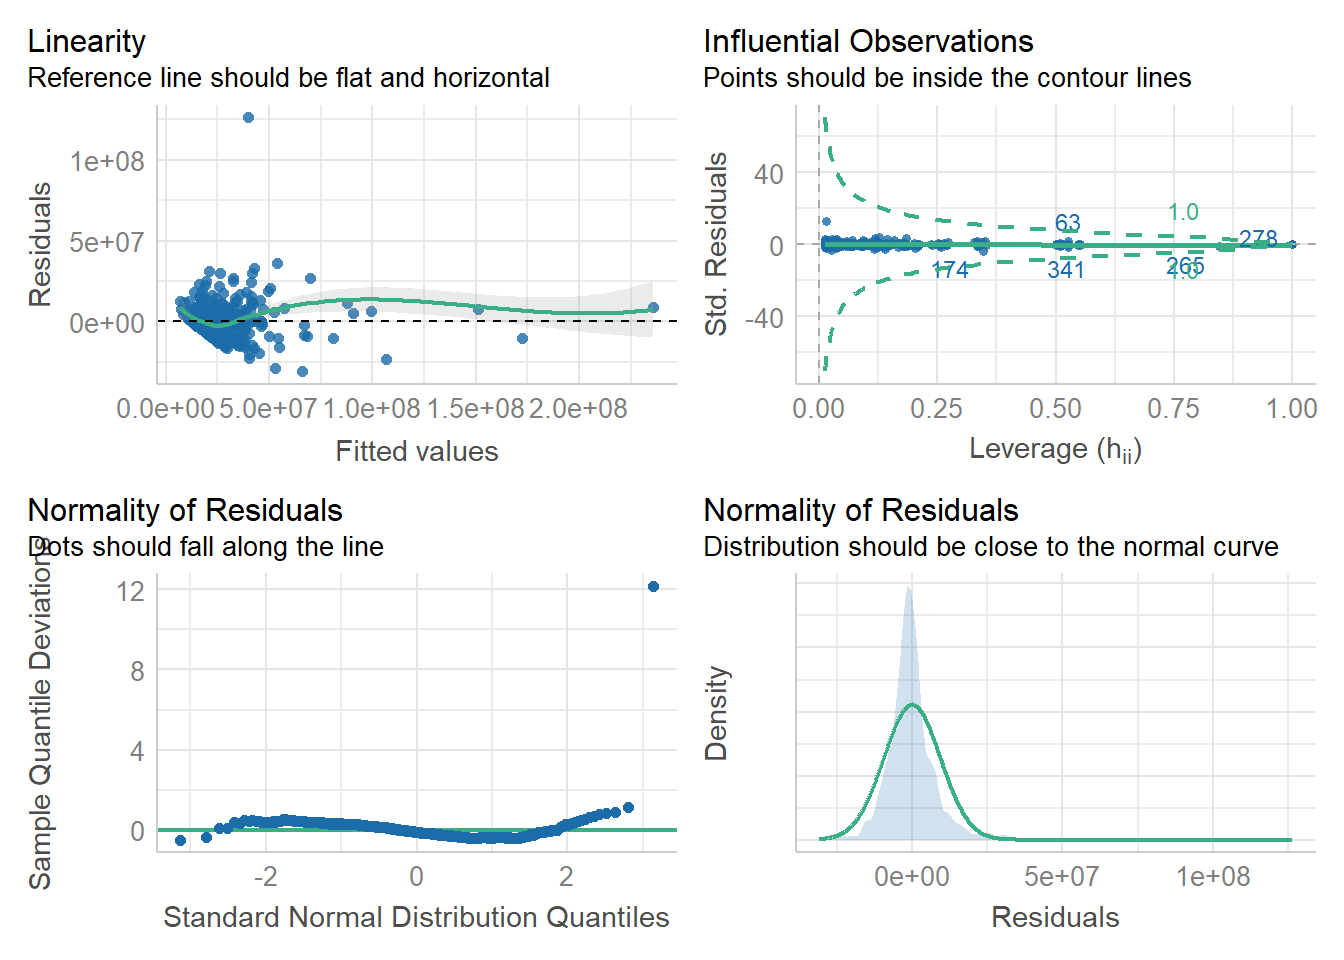 Linearity
Reference line should be flat and horizontal
Residuals
1e+08
5e+07
0e+00
0.0e+00 5.0e+07 1.0e+08 1.5e+08 2.0e+08
Fitted values
Influential Observations
Points should be inside the contour lines
Std. Residuals
40
0
-40
63
1.0
278
174
341
265
1.0
0.00 0.25 0.50 0.75 1.00
Leverage (hii)
Normality of Residuals
Dots should fall along the line
Sample Quantile Deviations
12
8
4
0
-2 0 2
Standard Normal Distribution Quantiles
Normality of Residuals
Distribution should be close to the normal curve
Density
0e+00 5e+07 1e+08
Residuals